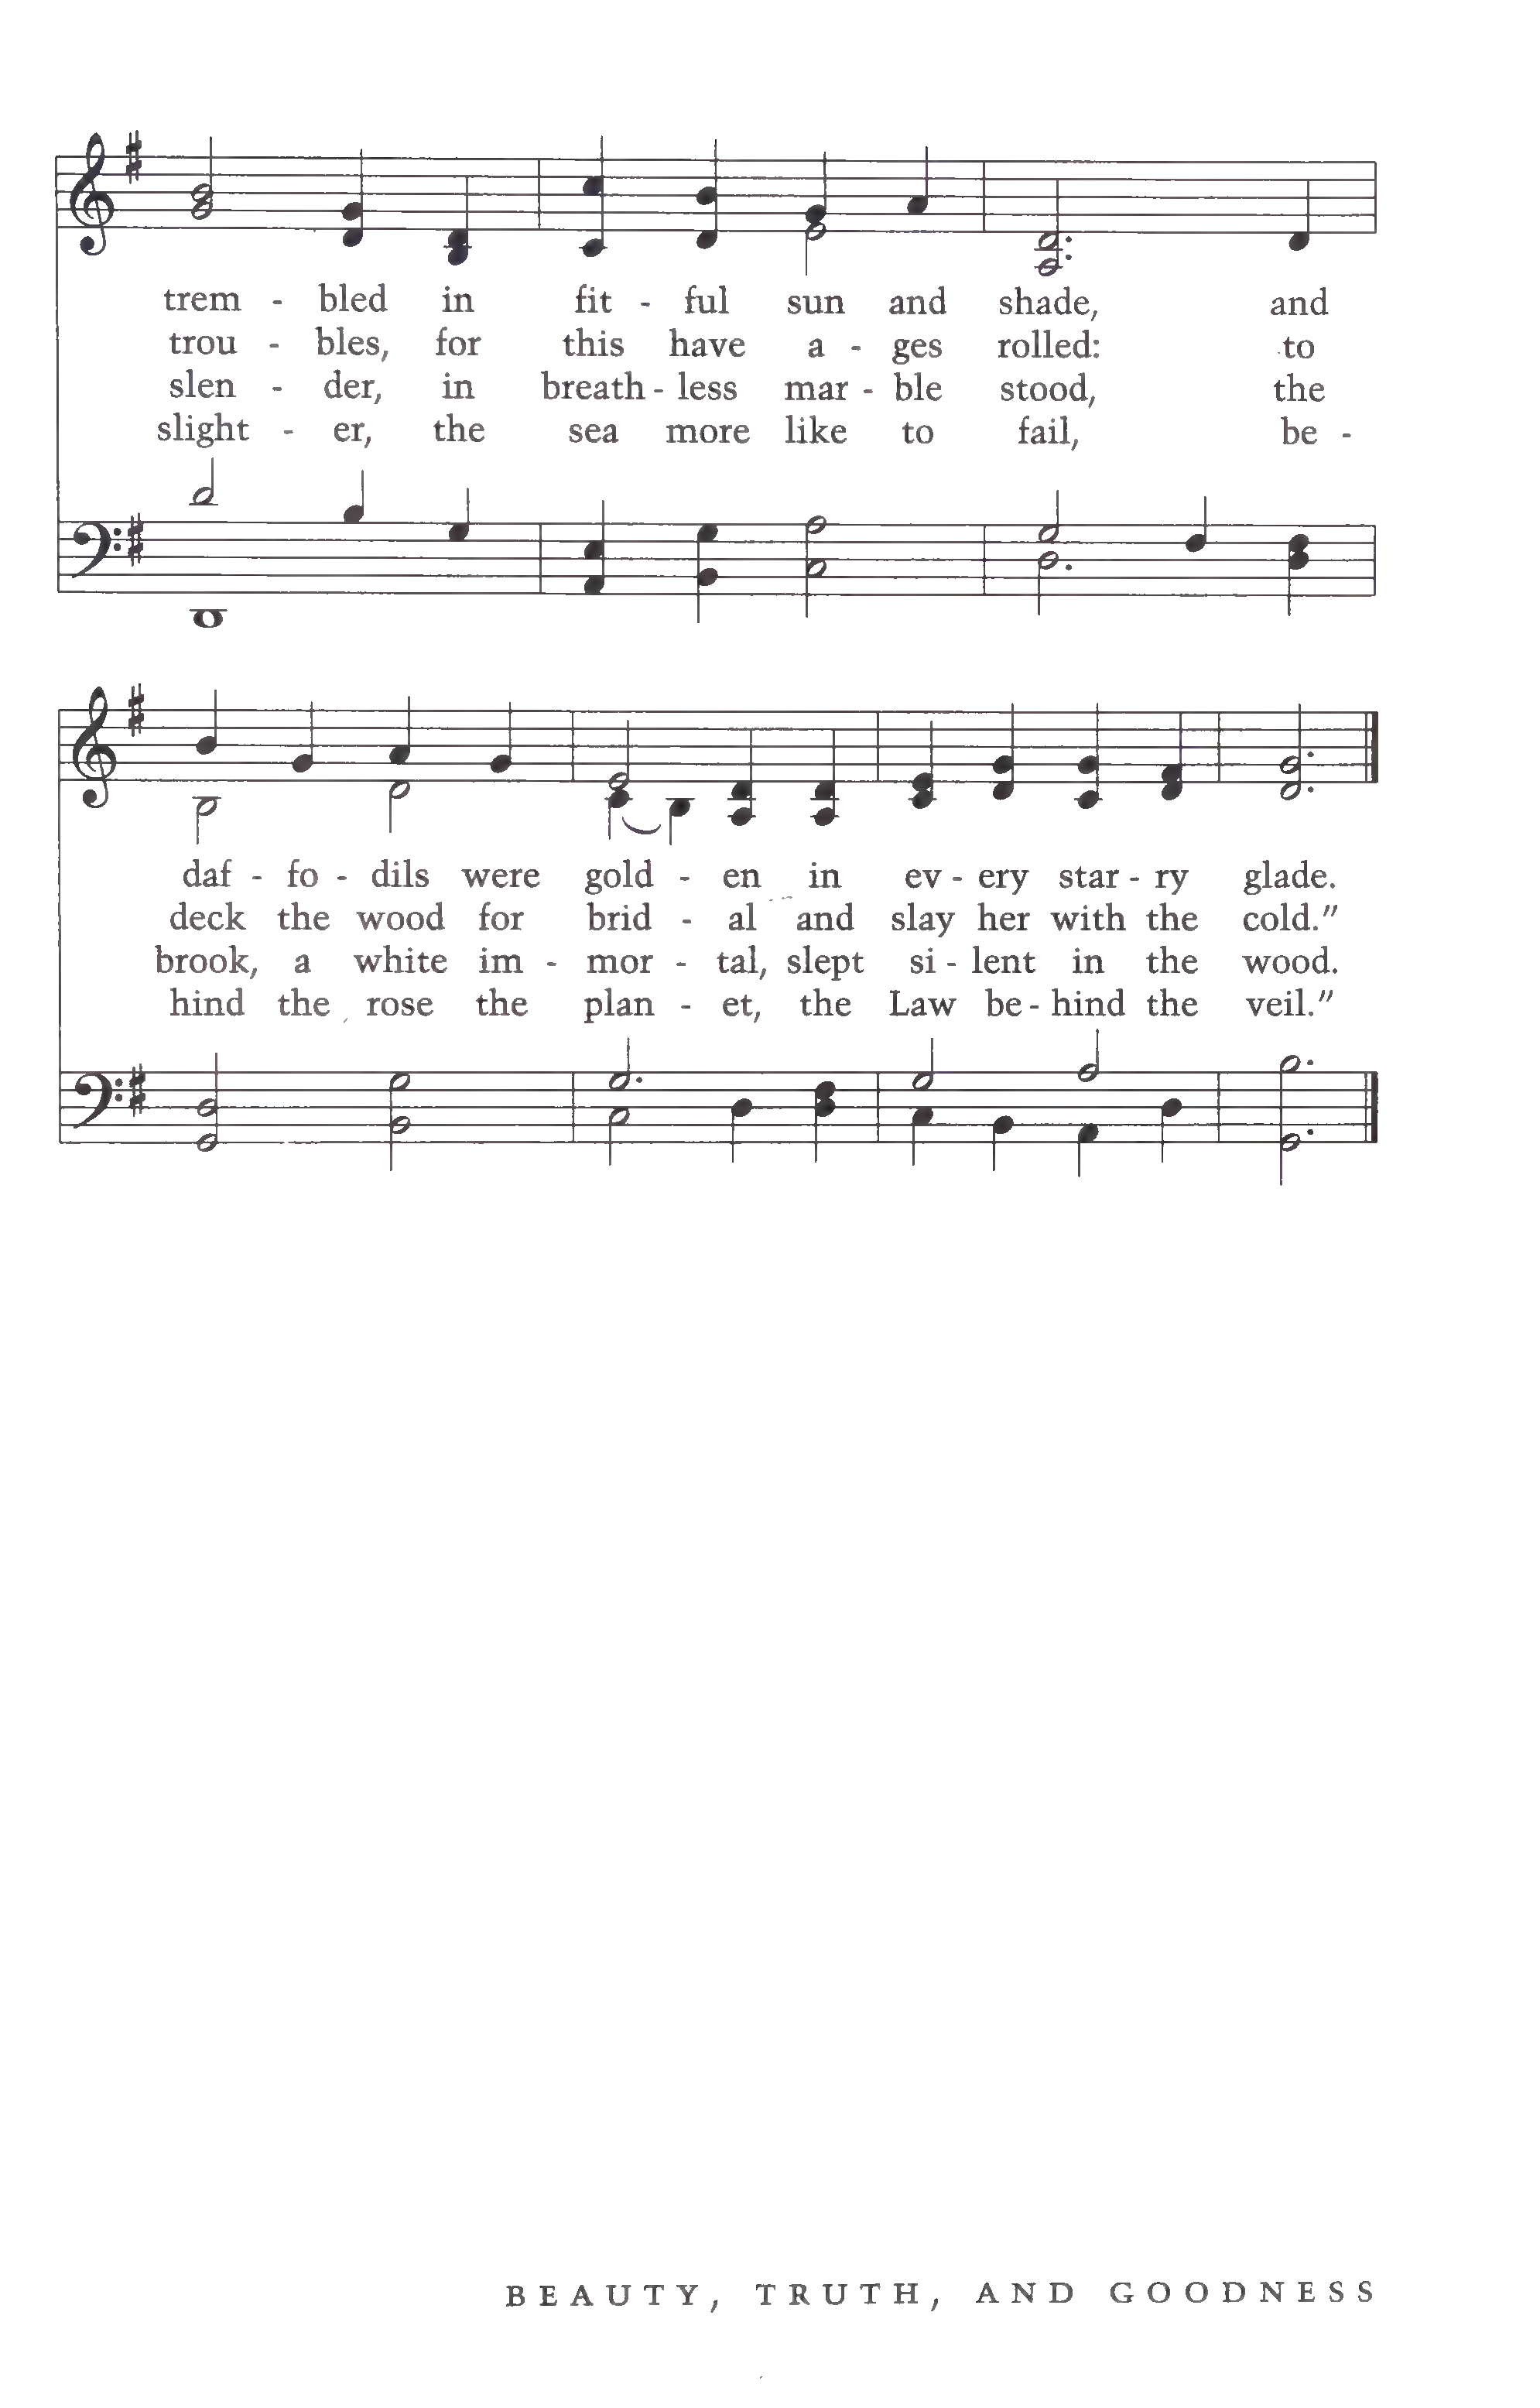 trem - bled in fit - ful sun and shade, and
trou - bles, for this have a - ges rolled: to
slen - der, in breath - less mar - ble stood, the
slight - er, the sea more like to fail, be -
daf - fo - dils were gold - en in ev - ery star - ry glade.
deck the wood for brid - al and slay her with the cold."
brook, a white im - mor - tal, slept si - lent in the wood.
hind the rose the plan - et, the Law be - hind the veil."
BEAUTY, TRUTH, AND GOODNESS